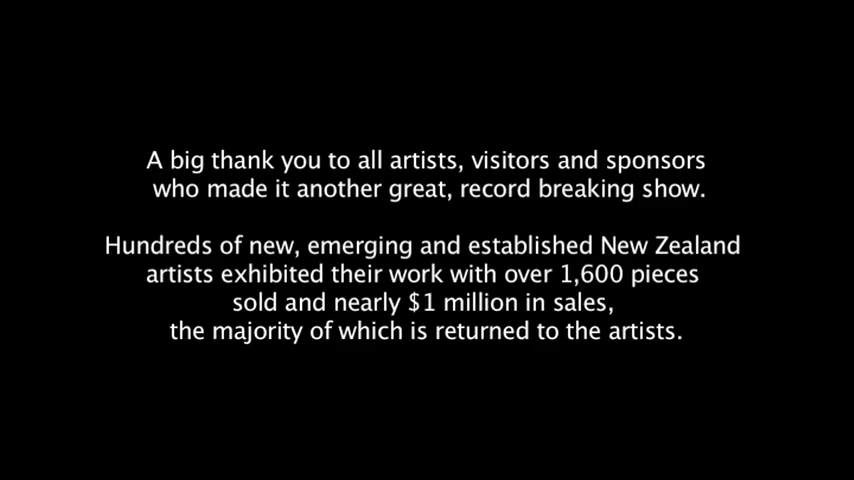 A big thank you to all artists, visitors and sponsors
who made it another great, record breaking show.
Hundreds of new, emerging and established New Zealand
artists exhibited their work with over 1,600 pieces
sold and nearly $1 million in sales,
the majority of which is returned to the artists.